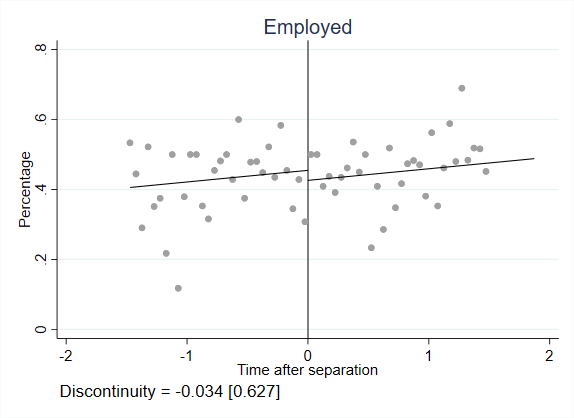 Employed
Percentage
.8
.6
.4
.2
0
-2 -1 0 1 2
Time after separation
Discontinuity = -0.034 [0.627]